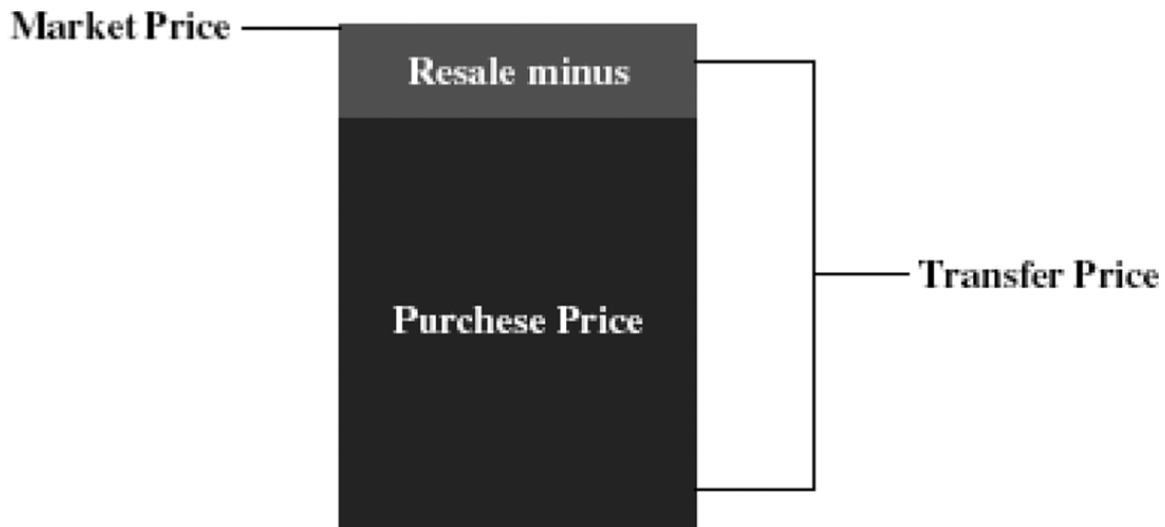 Market Price
Resale minus
Purchese Price
Transfer Price